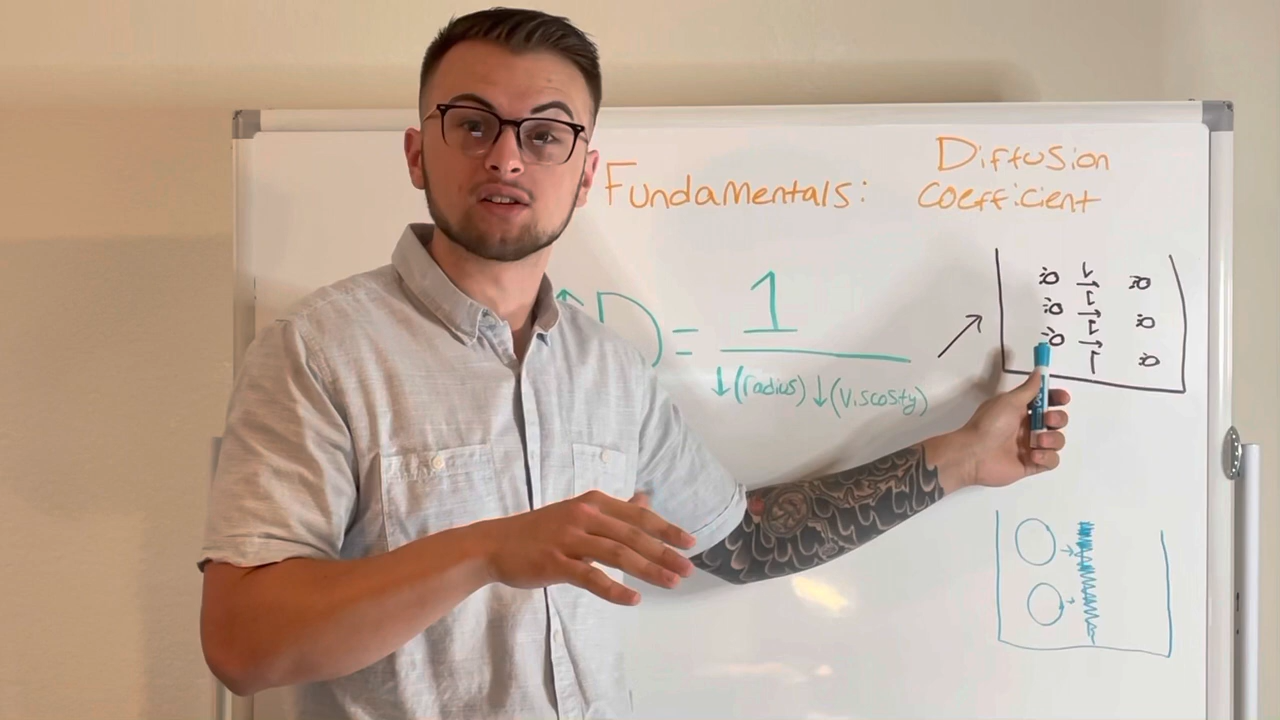 Fundamentals:
Diffusion
Coefficient
↑D = 1
↓(radius) ↓(Viscosity)